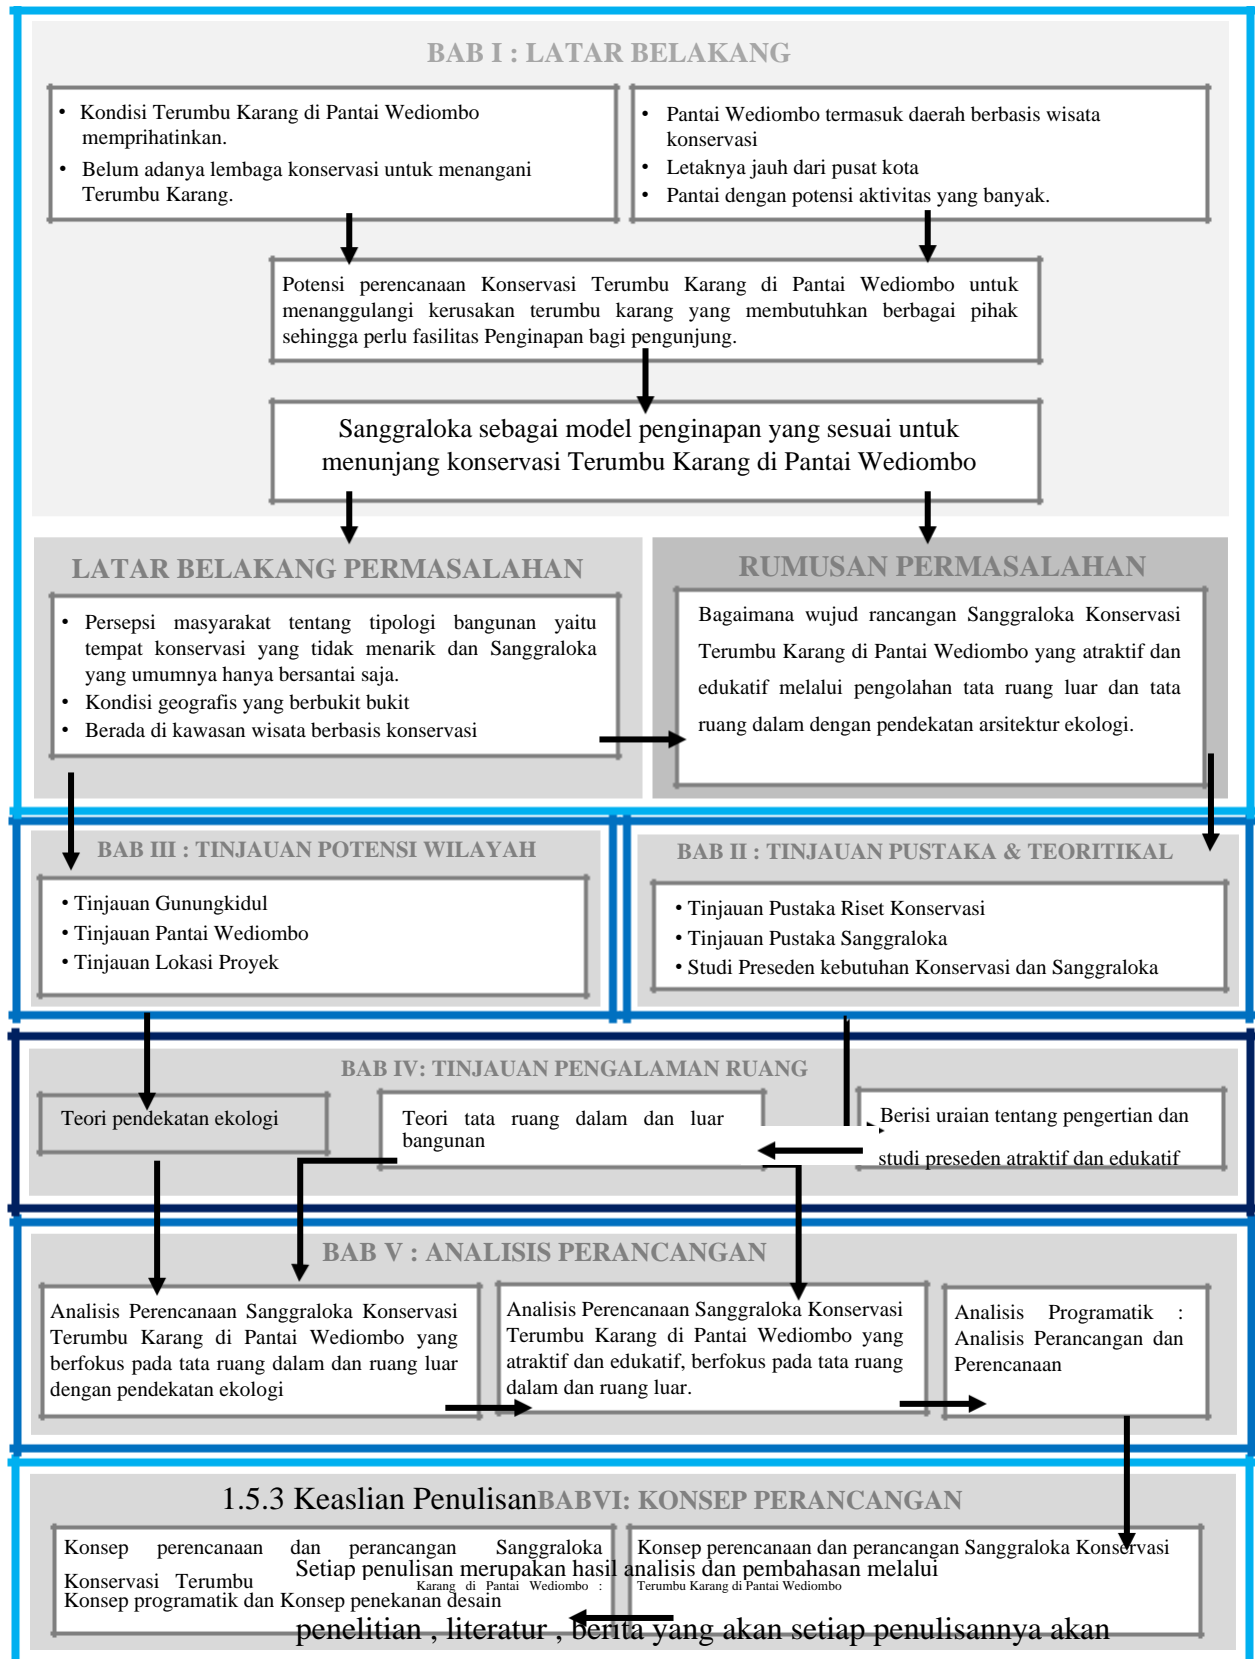 BAB I : LATAR BELAKANG
• Kondisi Terumbu Karang di Pantai Wediombo
memprihatinkan.
• Belum adanya lembaga konservasi untuk menangani
Terumbu Karang.
• Pantai Wediombo termasuk daerah berbasis wisata
konservasi
• Letaknya jauh dari pusat kota
• Pantai dengan potensi aktivitas yang banyak.
Potensi perencanaan Konservasi Terumbu Karang di Pantai Wediombo untuk
menanggulangi kerusakan terumbu karang yang membutuhkan berbagai pihak
sehingga perlu fasilitas Penginapan bagi pengunjung.
Sanggraloka sebagai model penginapan yang sesuai untuk
menunjang konservasi Terumbu Karang di Pantai Wediombo
LATAR BELAKANG PERMASALAHAN
• Persepsi masyarakat tentang tipologi bangunan yaitu
tempat konservasi yang tidak menarik dan Sanggraloka
yang umumnya hanya bersantai saja.
• Kondisi geografis yang berbukit bukit
• Berada di kawasan wisata berbasis konservasi
RUMUSAN PERMASALAHAN
Bagaimana wujud rancangan Sanggraloka Konservasi
Terumbu Karang di Pantai Wediombo yang atraktif dan
edukatif melalui pengolahan tata ruang luar dan tata
ruang dalam dengan pendekatan arsitektur ekologi.
BAB III : TINJAUAN POTENSI WILAYAH
• Tinjauan Gunungkidul
• Tinjauan Pantai Wediombo
• Tinjauan Lokasi Proyek
BAB II : TINJAUAN PUSTAKA & TEORITIKAL
• Tinjauan Pustaka Riset Konservasi
• Tinjauan Pustaka Sanggraloka
• Studi Preseden kebutuhan Konservasi dan Sanggraloka
BAB IV: TINJAUAN PENGALAMAN RUANG
Teori pendekatan ekologi
Teori tata ruang dalam dan luar
bangunan
Berisi uraian tentang pengertian dan
studi preseden atraktif dan edukatif
BAB V : ANALISIS PERANCANGAN
Analisis Perencanaan Sanggraloka Konservasi
Terumbu Karang di Pantai Wediombo yang
berfokus pada tata ruang dalam dan ruang luar
dengan pendekatan ekologi
Analisis Perencanaan Sanggraloka Konservasi
Terumbu Karang di Pantai Wediombo yang
atraktif dan edukatif, berfokus pada tata ruang
dalam dan ruang luar.
Analisis Programatik :
Analisis Perancangan dan
Perencanaan
1.5.3 Keaslian Penulisan
BABVI: KONSEP PERANCANGAN
Konsep perencanaan dan perancangan Sanggraloka
Konservasi Terumbu Karang di Pantai Wediombo :
Konsep programatik dan Konsep penekanan desain
Konsep perencanaan dan perancangan Sanggraloka Konservasi
Terumbu Karang di Pantai Wediombo
Setiap penulisan merupakan hasil analisis dan pembahasan melalui
penelitian , literatur , berita yang akan setiap penulisannya akan